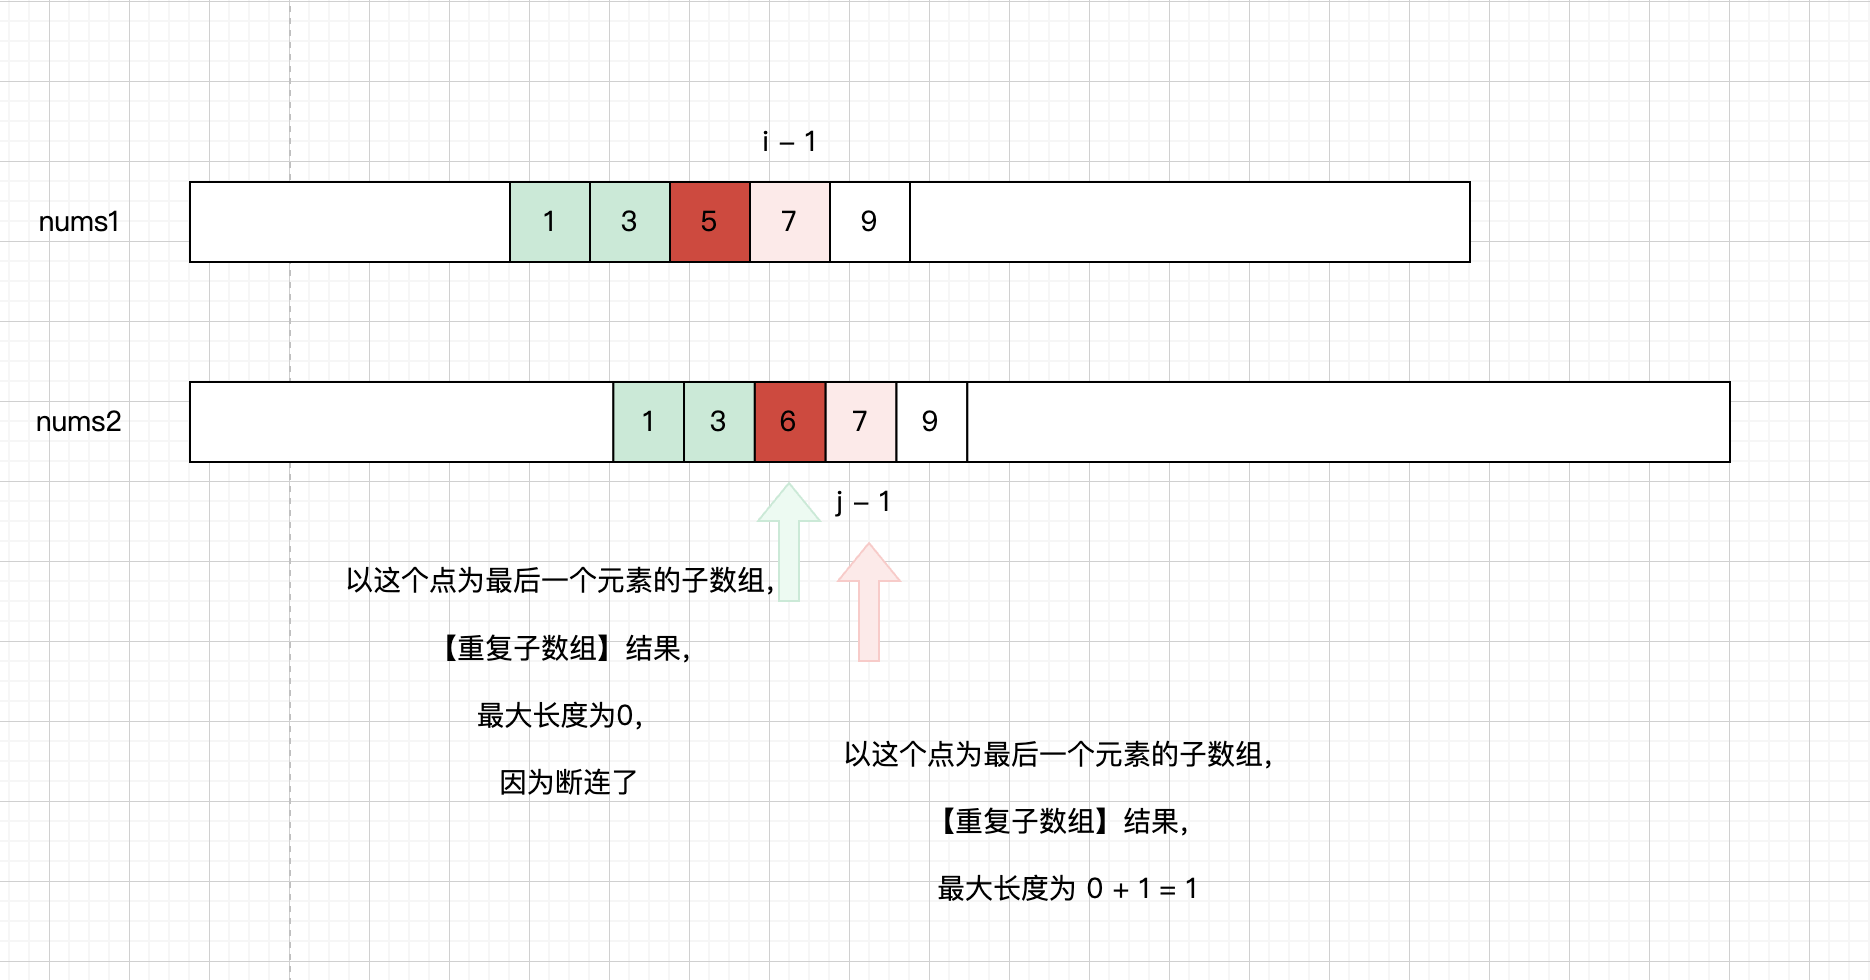 i – 1
nums1
1 3 5 7 9
nums2
1 3 6 7 9
j – 1
以这个点为最后一个元素的子数组，
【重复子数组】结果，
最大长度为0，
因为断连了
以这个点为最后一个元素的子数组，
【重复子数组】结果，
最大长度为 0 + 1 = 1